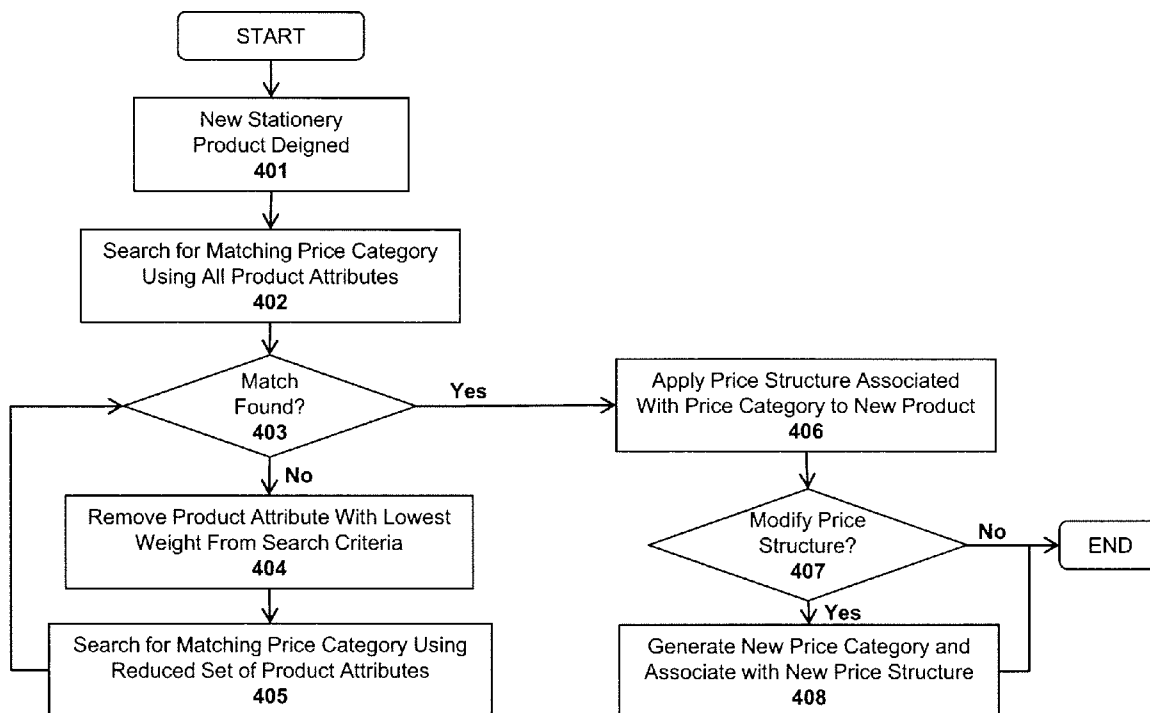 START
New Stationery
Product Deigned
401
Search for Matching Price Category
Using All Product Attributes
402
Match
Found?
403
Yes
No
Remove Product Attribute With Lowest
Weight From Search Criteria
404
Search for Matching Price Category Using
Reduced Set of Product Attributes
405
Apply Price Structure Associated
With Price Category to New Product
406
Modify Price
Structure?
407
No
END
Yes
Generate New Price Category and
Associate with New Price Structure
408